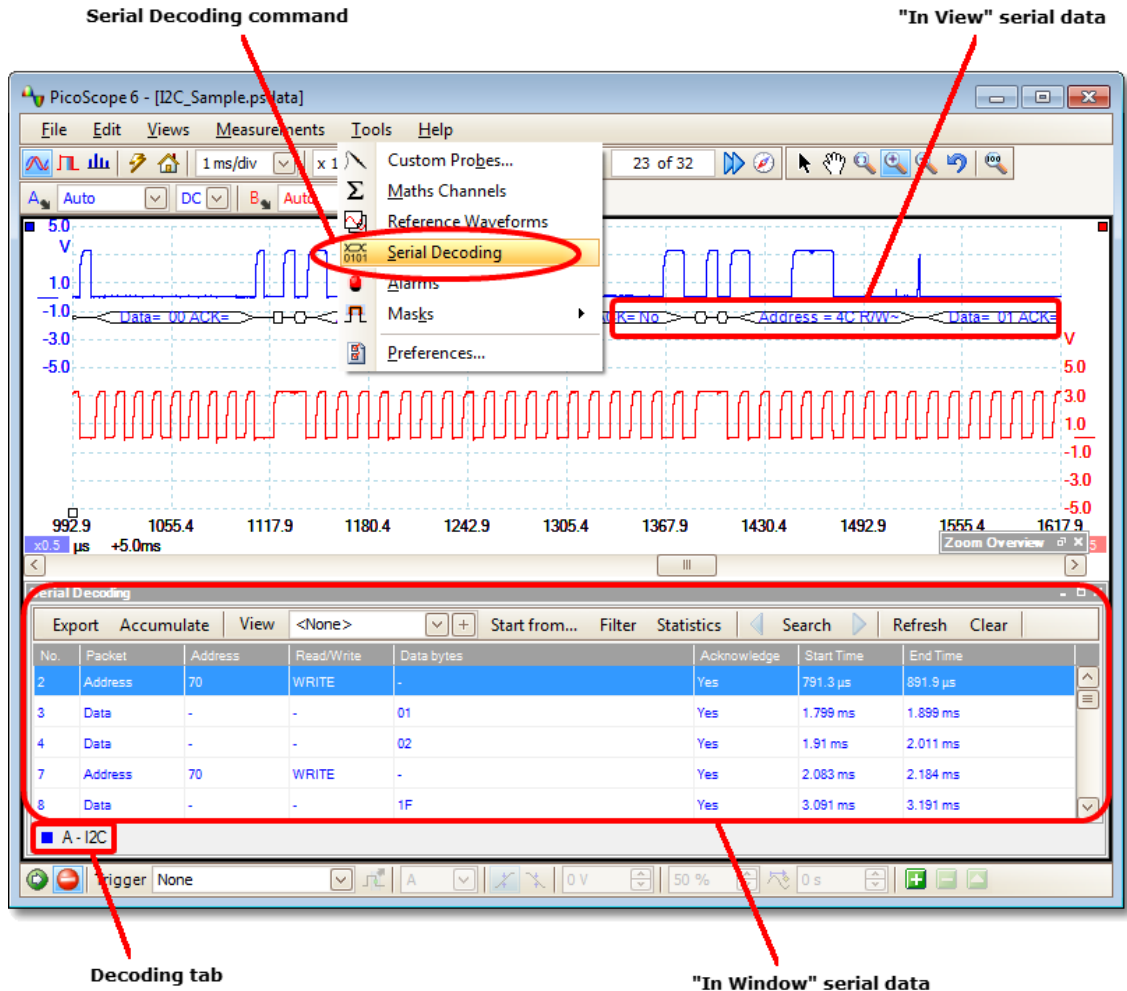 Serial Decoding command
"In View" serial data
PicoScope 6 - [I2C_Sample.psdata]
File Edit Views Measurements Tools Help
1 ms/div x 1 23 of 32
A Auto DC B Auto
Custom Probes...
Maths Channels
Reference Waveforms
Serial Decoding
Alarms
Masks
Preferences...
5.0
V
1.0
-1.0
-3.0
-5.0
Data= 00 ACK=
ACK= No
Address = 4C R/W~
Data= 01 ACK=
V
5.0
3.0
1.0
-1.0
-3.0
-5.0
992.9 1055.4 1117.9 1180.4 1242.9 1305.4 1367.9 1430.4 1492.9 1555.4 1617.9
x0.5 µs +5.0ms
Zoom Overview
Serial Decoding
Export Accumulate View <None> Start from... Filter Statistics Search Refresh Clear
No. Packet Address Read/Write Data bytes Acknowledge Start Time End Time
2 Address 70 WRITE - Yes 791.3 µs 891.9 µs
3 Data - - 01 Yes 1.799 ms 1.899 ms
4 Data - - 02 Yes 1.91 ms 2.011 ms
7 Address 70 WRITE - Yes 2.083 ms 2.184 ms
8 Data - - 1F Yes 3.091 ms 3.191 ms
A - I2C
Trigger None A 0 V 50 % 0 s
Decoding tab
"In Window" serial data